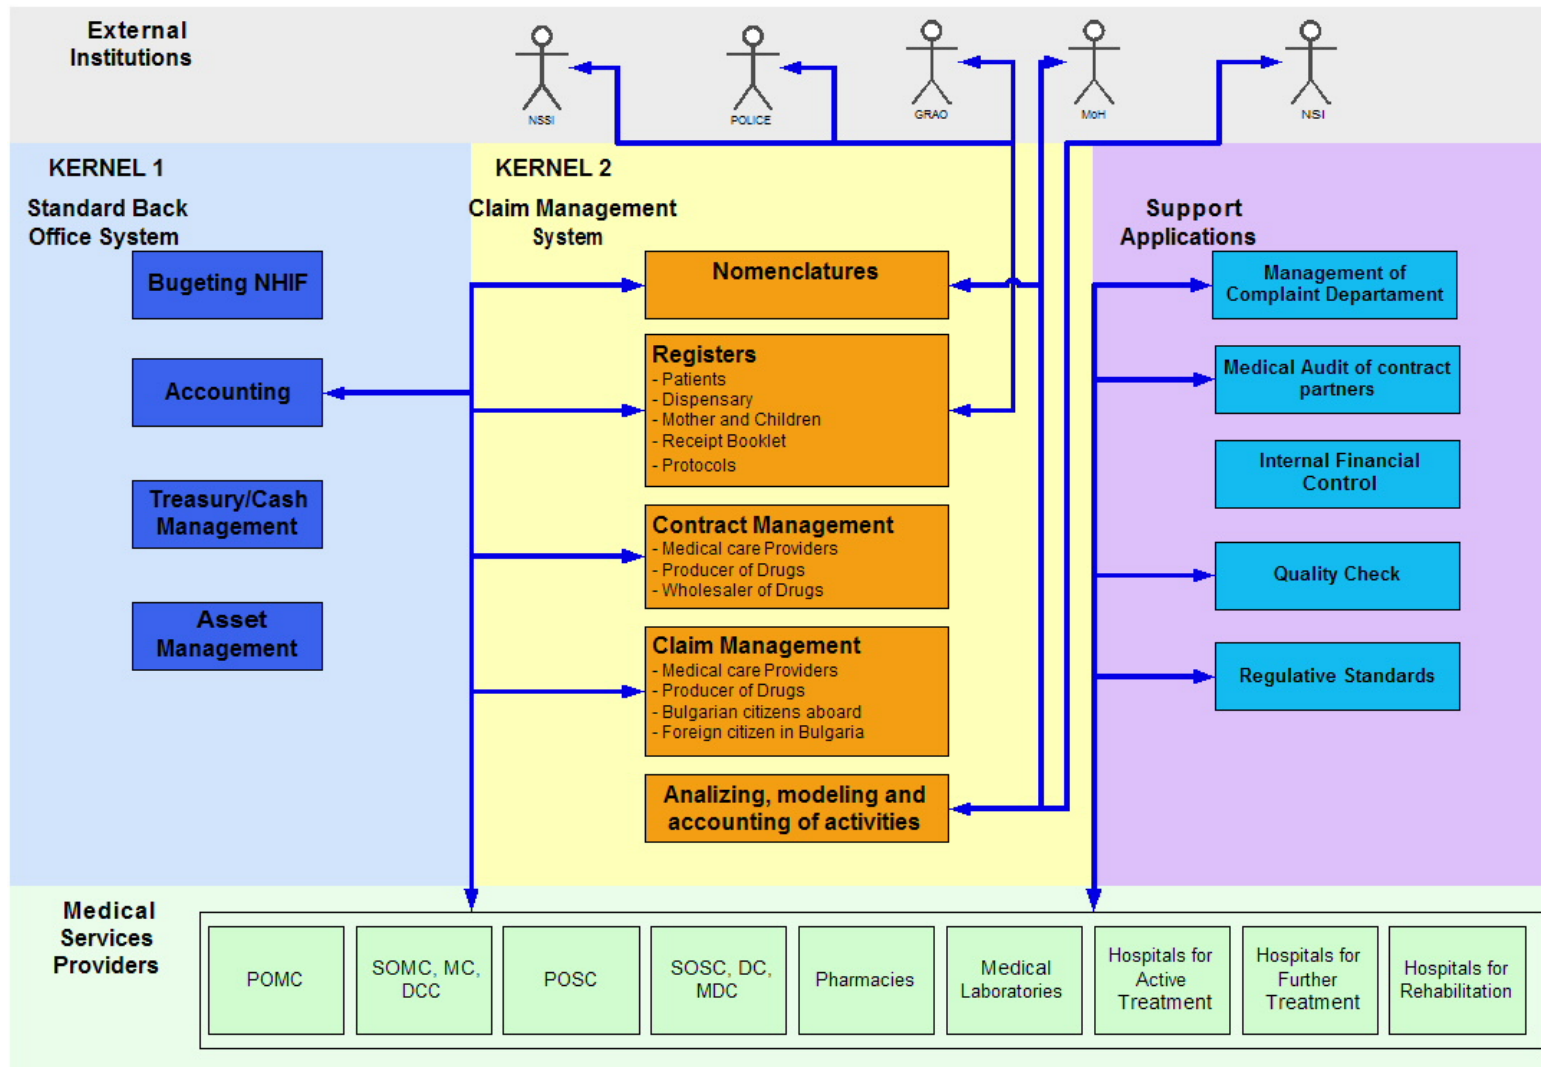 External
Institutions
NSSI
POLICE
GRAO
MoH
NISI
KERNEL 1
Standard Back
Office System
Bugeting NHIF
Accounting
Treasury/Cash
Management
Asset
Management
KERNEL 2
Claim Management
System
Nomenclatures
Registers
- Patients
- Dispensary
- Mother and Children
- Receipt Booklet
- Protocols
Contract Management
- Medical care Providers
- Producer of Drugs
- Wholesaler of Drugs
Claim Management
- Medical care Providers
- Producer of Drugs
- Bulgarian citizens aboard
- Foreign citizen in Bulgaria
Analizing, modeling and
accounting of activities
Support
Applications
Management of
Complaint Departament
Medical Audit of contract
partners
Internal Financial
Control
Quality Check
Regulative Standards
Medical
Services
Providers
POMC
SOMC, MC,
DCC
POSC
SOSC, DC,
MDC
Pharmacies
Medical
Laboratories
Hospitals for
Active
Treatment
Hospitals for
Further
Treatment
Hospitals for
Rehabilitation